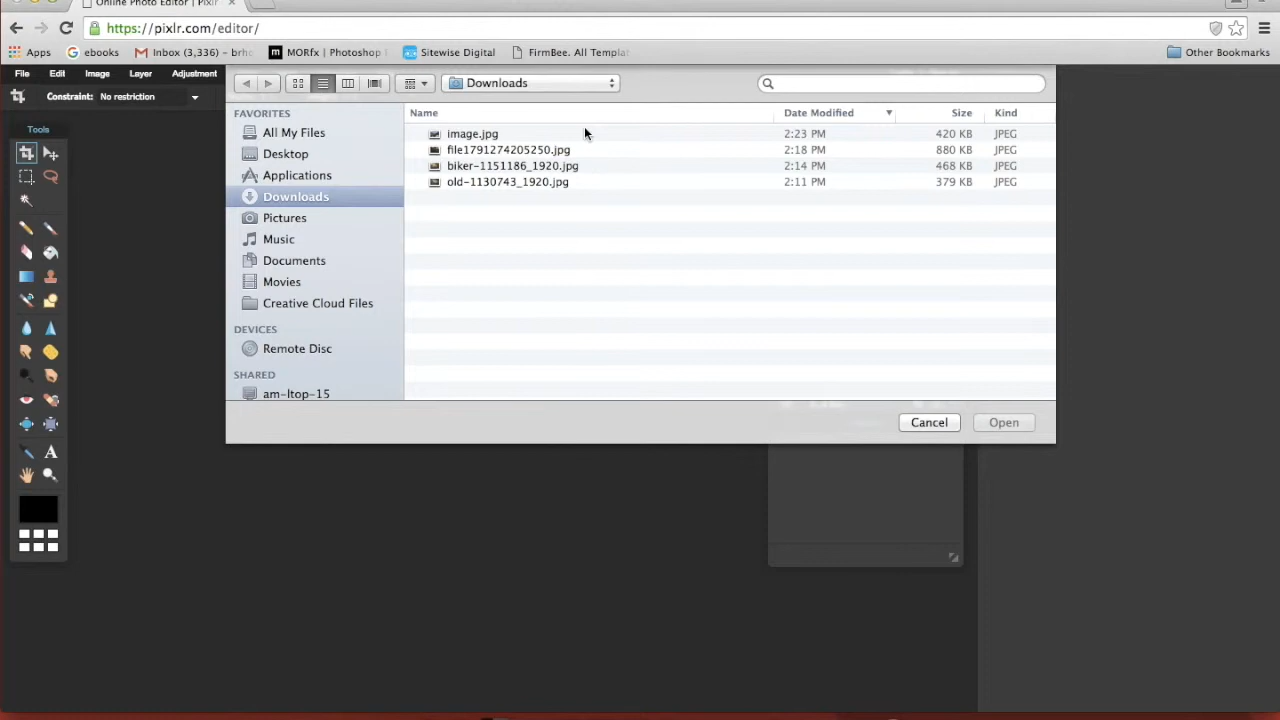 Online Photo Editor | Pixlr
https://pixlr.com/editor/
Apps ebooks Inbox (3,336) - brh MORfx | Photoshop Sitewise Digital FirmBee. All Templat Other Bookmarks
File Edit Image Layer Adjustment
Downloads
Constraint: No restriction
FAVORITES
Name Date Modified Size Kind
Tools
All My Files
image.jpg 2:23 PM 420 KB JPEG
Desktop
file1791274205250.jpg 2:18 PM 880 KB JPEG
biker-1151186_1920.jpg 2:14 PM 468 KB JPEG
Applications
old-1130743_1920.jpg 2:11 PM 379 KB JPEG
Downloads
Pictures
Music
Documents
Movies
Creative Cloud Files
DEVICES
Remote Disc
SHARED
am-ltop-15
Cancel Open
A